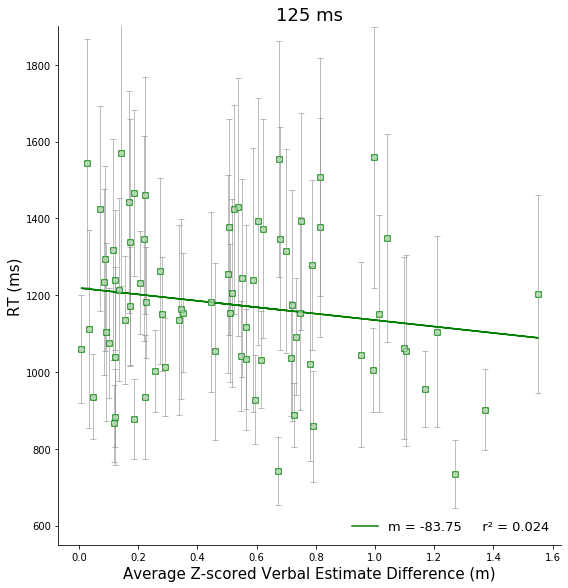 125 ms
RT (ms)
1800
1600
1400
1200
1000
800
600
m = -83.75 r² = 0.024
0.0 0.2 0.4 0.6 0.8 1.0 1.2 1.4 1.6
Average Z-scored Verbal Estimate Difference (m)